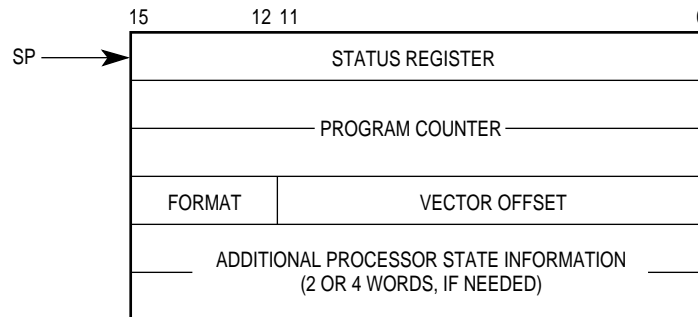 15 12 11
SP STATUS REGISTER
PROGRAM COUNTER
FORMAT VECTOR OFFSET
ADDITIONAL PROCESSOR STATE INFORMATION
(2 OR 4 WORDS, IF NEEDED)